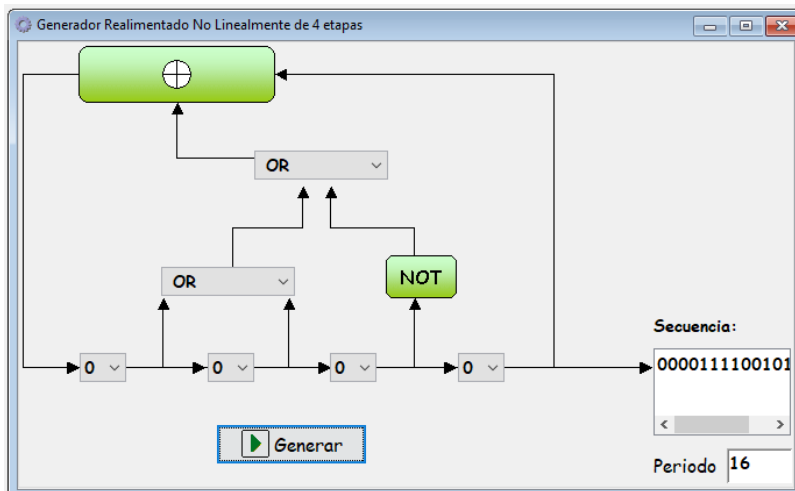 Generador Realimentado No Linealmente de 4 etapas
OR
OR
NOT
Secuencia:
0 0 0 0
0000111100101
Generar
Periodo 16